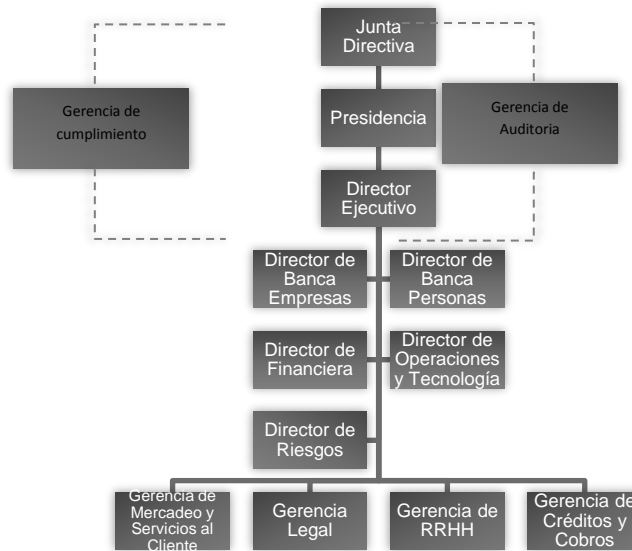 Junta
Directiva
Gerencia de
cumplimiento
Presidencia
Gerencia de
Auditoria
Director
Ejecutivo
Director de
Banca
Empresas
Director de
Banca
Personas
Director de
Financiera
Director de
Operaciones
y Tecnología
Director de
Riesgos
Gerencia de
Mercadeo y
Servicios al
Cliente
Gerencia
Legal
Gerencia de
RRHH
Gerencia de
Créditos y
Cobros